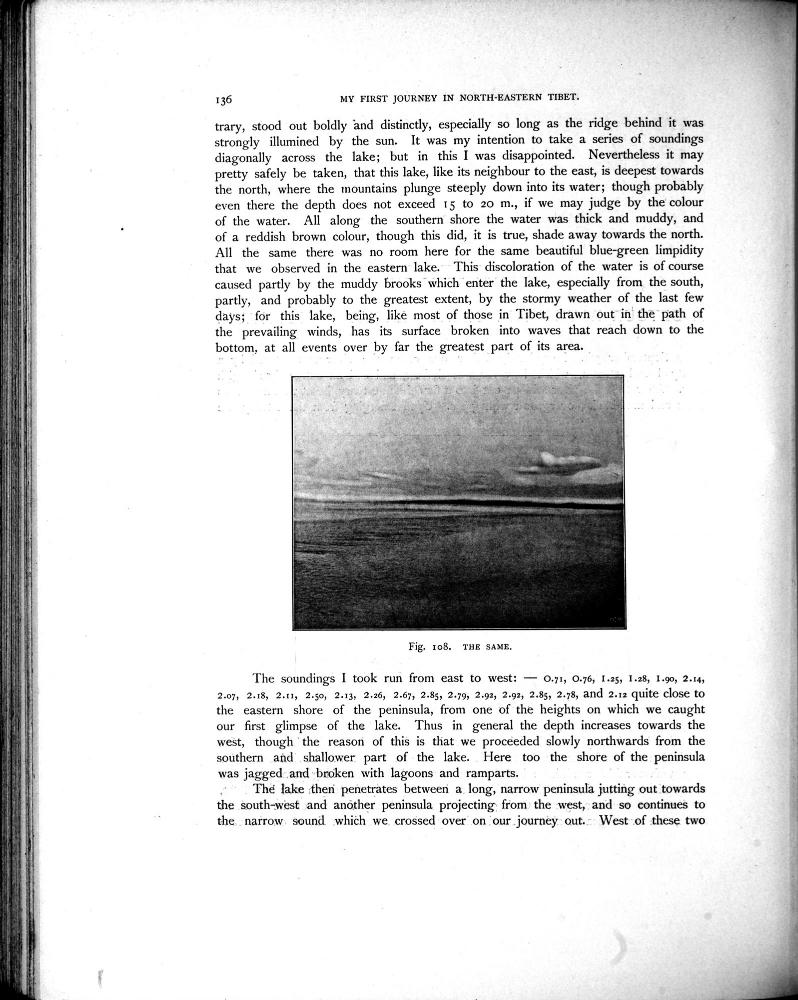 136
MY FIRST JOURNEY IN NORTH-EASTERN TIBET.
trary, stood out boldly and distinctly, especially so long as the ridge behind it was
strongly illumined by the sun. It was my intention to take a series of soundings
diagonally across the lake; but in this I was disappointed. Nevertheless it may
pretty safely be taken, that this lake, like its neighbour to the east, is deepest towards
the north, where the mountains plunge steeply down into its water; though probably
even there the depth does not exceed 15 to 20 m., if we may judge by the colour
of the water. All along the southern shore the water was thick and muddy, and
of a reddish brown colour, though this did, it is true, shade away towards the north.
All the same there was no room here for the same beautiful blue-green limpidity
that we observed in the eastern lake. This discoloration of the water is of course
caused partly by the muddy brooks which enter the lake, especially from the south,
partly, and probably to the greatest extent, by the stormy weather of the last few
days; for this lake, being, like most of those in Tibet, drawn out in the path of
the prevailing winds, has its surface broken into waves that reach down to the
bottom, at all events over by far the greatest part of its area.
Fig. 108. THE SAME.
The soundings I took run from east to west: — 0.71, 0.76, 1.25, 1.28, 1.90, 2.14,
2.07, 2.18, 2.11, 2.50, 2.13, 2.26, 2.67, 2.85, 2.79, 2.92, 2.92, 2.85, 2.78, and 2.12 quite close to
the eastern shore of the peninsula, from one of the heights on which we caught
our first glimpse of the lake. Thus in general the depth increases towards the
west, though the reason of this is that we proceeded slowly northwards from the
southern and shallower part of the lake. Here too the shore of the peninsula
was jagged and broken with lagoons and ramparts.
The lake then penetrates between a long, narrow peninsula jutting out towards
the south-west and another peninsula projecting from the west, and so continues to
the narrow sound which we crossed over on our journey out. West of these two